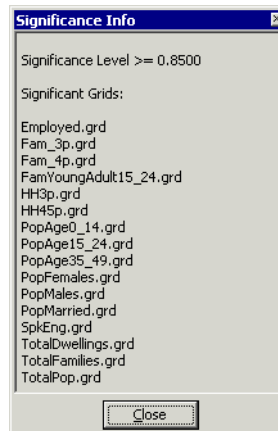 Significance Info
Significance Level >= 0.8500
Significant Grids:
Employed.grd
Fam_3p.grd
Fam_4p.grd
FamYoungAdult15_24.grd
HH3p.grd
HH45p.grd
PopAge0_14.grd
PopAge15_24.grd
PopAge35_49.grd
PopFemales.grd
PopMales.grd
PopMarried.grd
SpkEng.grd
TotalDwellings.grd
TotalFamilies.grd
TotalPop.grd
Close